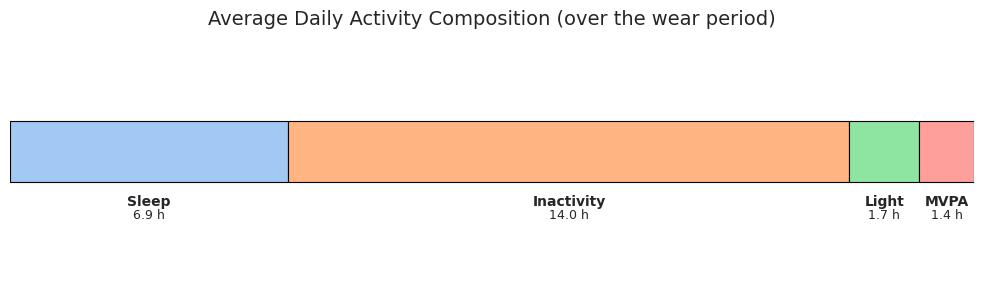 Average Daily Activity Composition (over the wear period)
Sleep
6.9 h
Inactivity
14.0 h
Light
1.7 h
MVPA
1.4 h